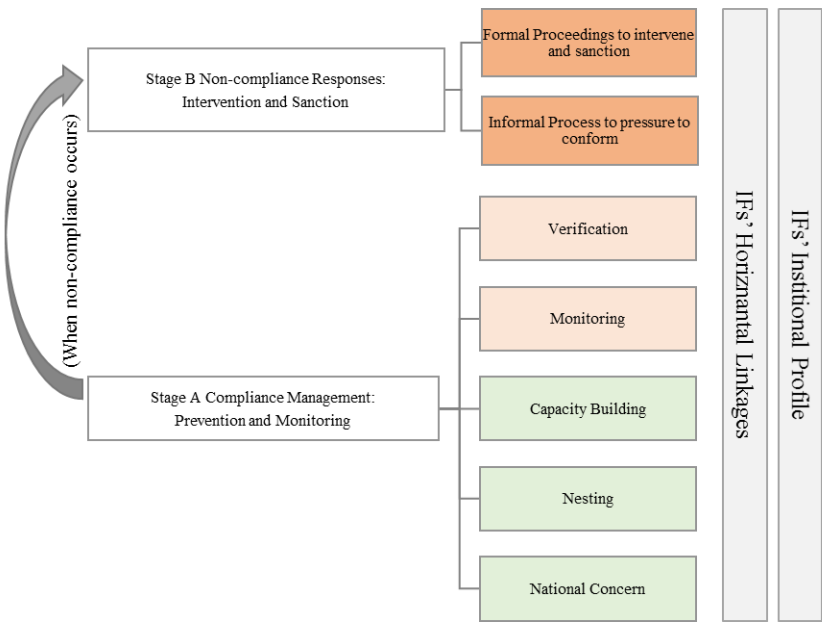 Formal Proceedings to intervene
and sanction
Stage B Non-compliance Responses:
Intervention and Sanction
Informal Process to pressure to
conform
(When non-compliance occurs)
Verification
Monitoring
Stage A Compliance Management:
Prevention and Monitoring
Capacity Building
Nesting
National Concern
IFs' Horiznantal Linkages
IFs' Institional Profile